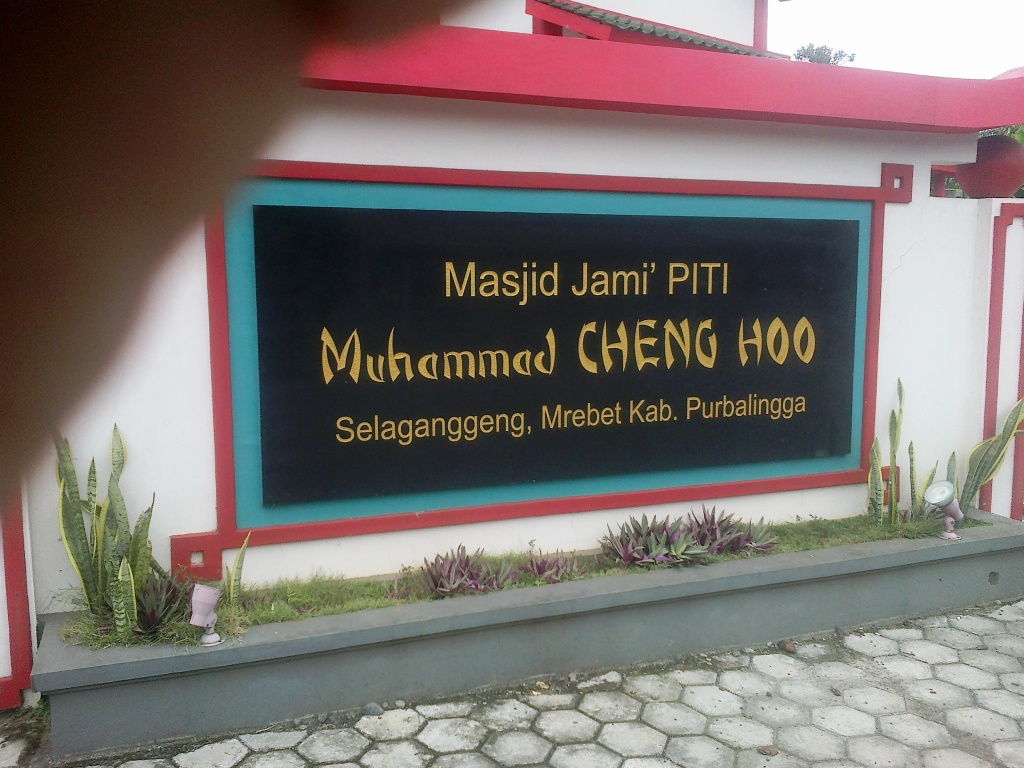 Masjid Jami' PITI
Muhammad CHENG HOO
Selaganggeng, Mrebet Kab. Purbalingga